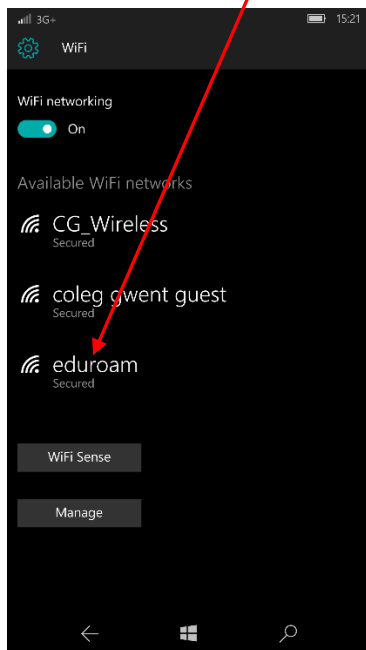 3G+ 15:21
WiFi
WiFi networking
On
Available WiFi networks
CG_Wireless
Secured
coleg gwent guest
Secured
eduroam
Secured
WiFi Sense
Manage